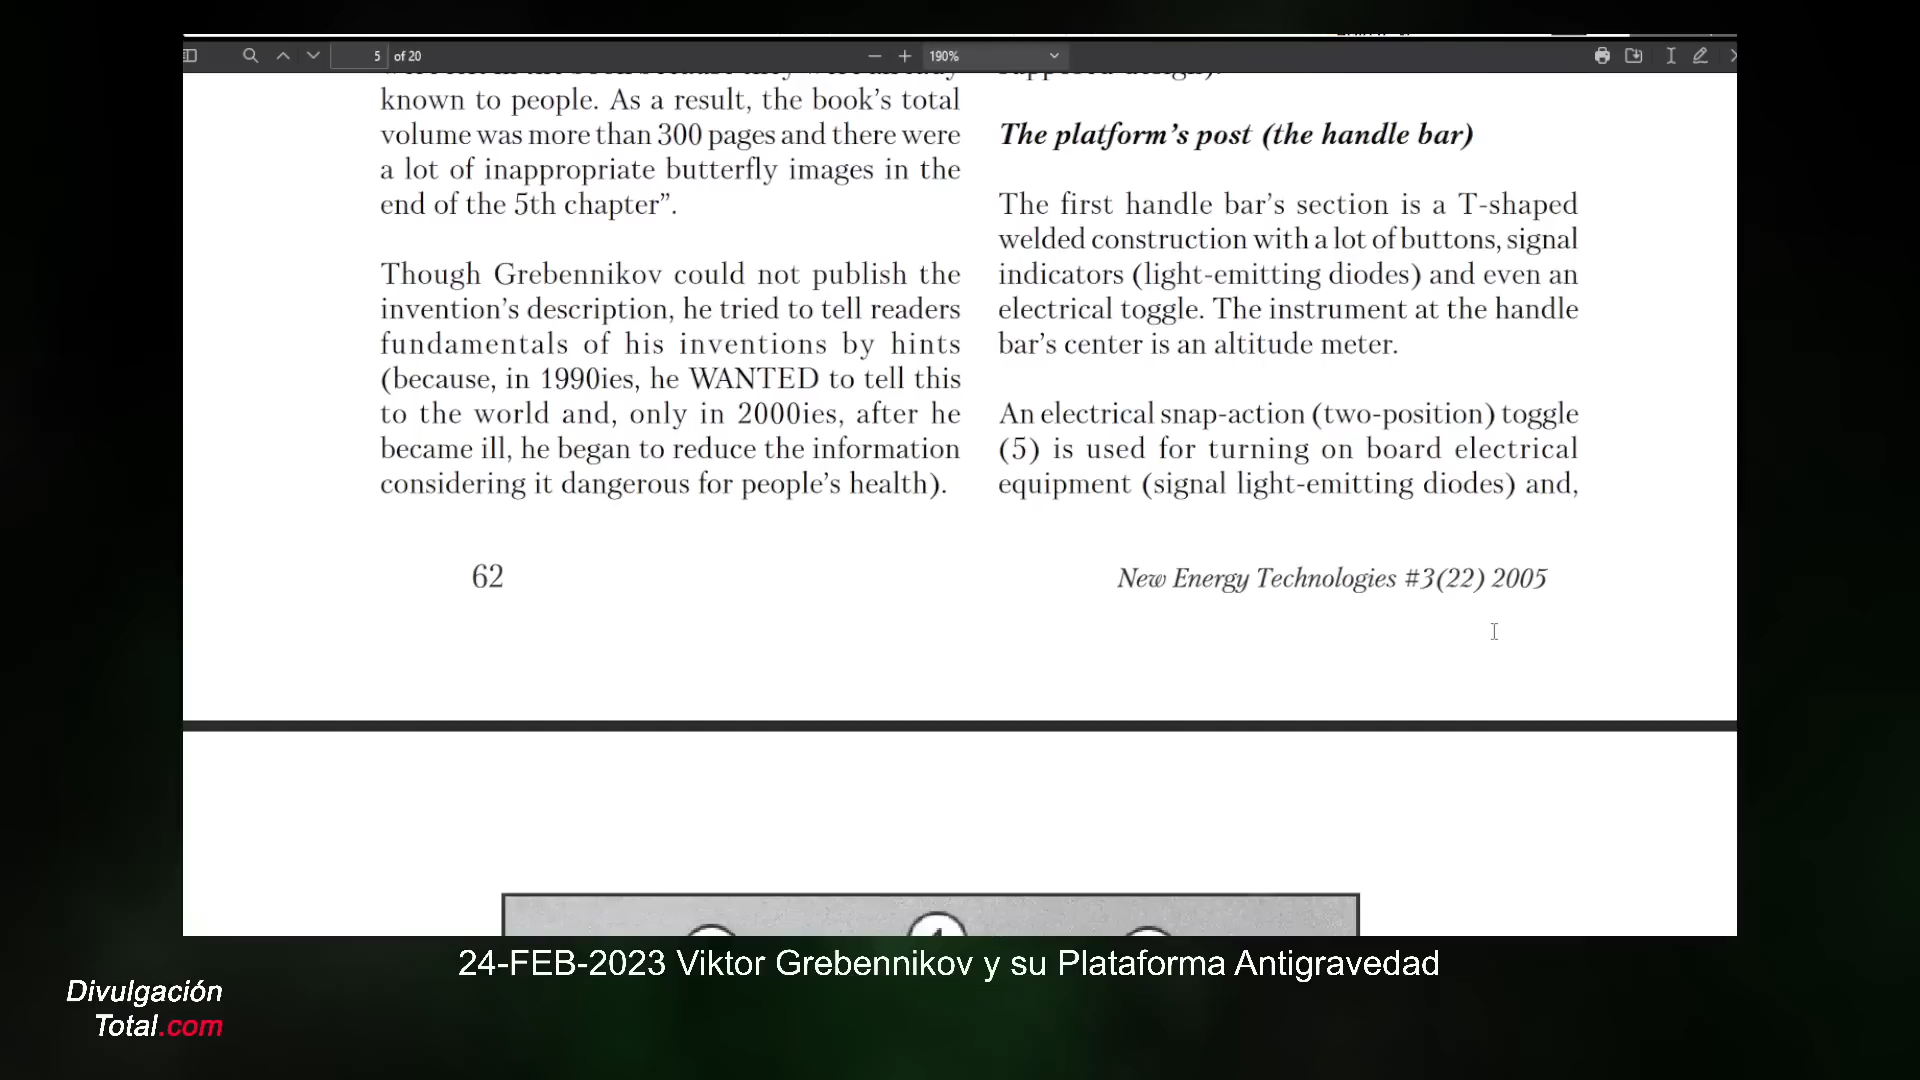 5 of 20
190%
known to people. As a result, the book's total
volume was more than 300 pages and there were
a lot of inappropriate butterfly images in the
end of the 5th chapter”.
Though Grebennikov could not publish the
invention's description, he tried to tell readers
fundamentals of his inventions by hints
(because, in 1990ies, he WANTED to tell this
to the world and, only in 2000ies, after he
became ill, he began to reduce the information
considering it dangerous for people's health).
62
The platform's post (the handle bar)
The first handle bar's section is a T-shaped
welded construction with a lot of buttons, signal
indicators (light-emitting diodes) and even an
electrical toggle. The instrument at the handle
bar's center is an altitude meter.
An electrical snap-action (two-position) toggle
(5) is used for turning on board electrical
equipment (signal light-emitting diodes) and,
New Energy Technologies #3(22) 2005
24-FEB-2023 Viktor Grebennikov y su Plataforma Antigravedad
Divulgación
Total.com